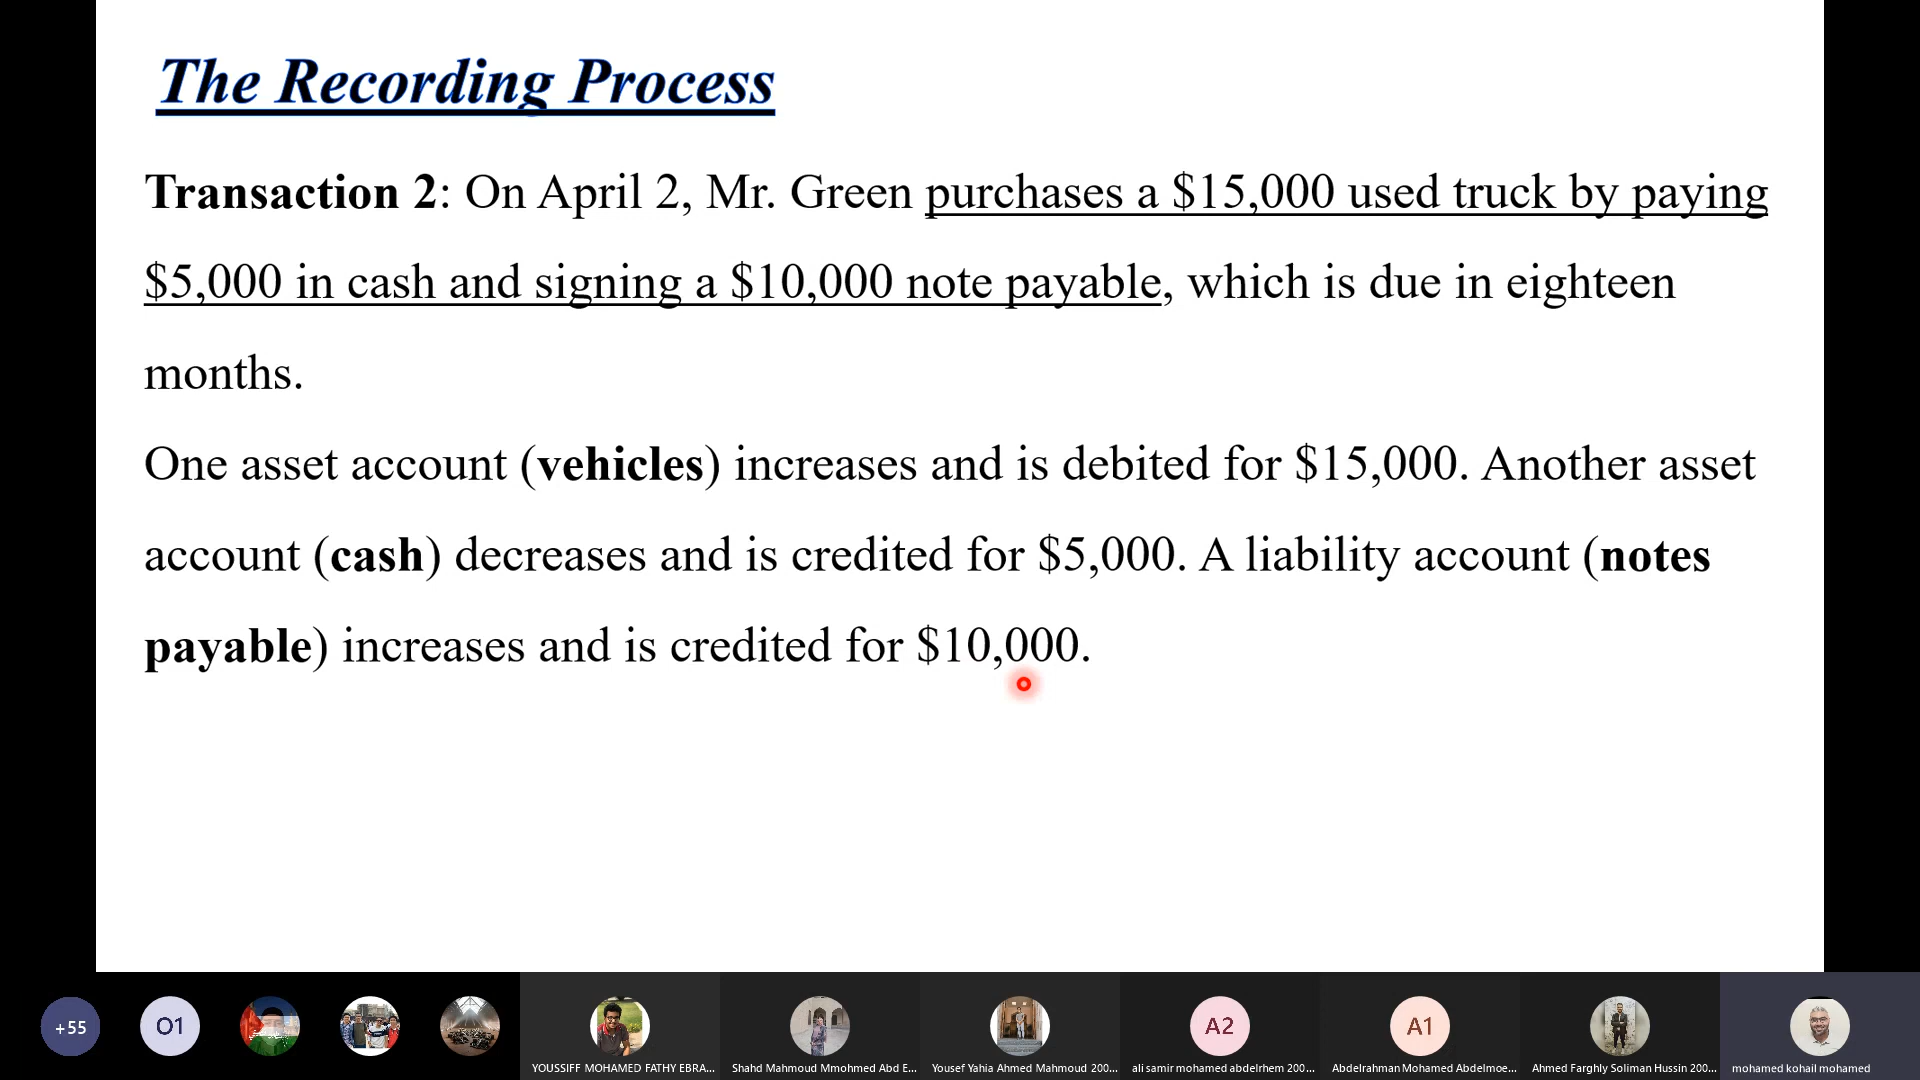 The Recording Process
Transaction 2: On April 2, Mr. Green purchases a $15,000 used truck by paying
$5,000 in cash and signing a $10,000 note payable, which is due in eighteen
months.
One asset account (vehicles) increases and is debited for $15,000. Another asset
account (cash) decreases and is credited for $5,000. A liability account (notes
payable) increases and is credited for $10,000.
+55
O1
A2
A1
YOUSSIFF MOHAMED FATHY EBRA...
Shahd Mahmoud Mmohmed Abd E...
Yousef Yahia Ahmed Mahmoud 200...
ali samir mohamed abdelrhem 200...
Abdelrahman Mohamed Abdelmoe...
Ahmed Farghly Soliman Hussin 200...
mohamed kohail mohamed